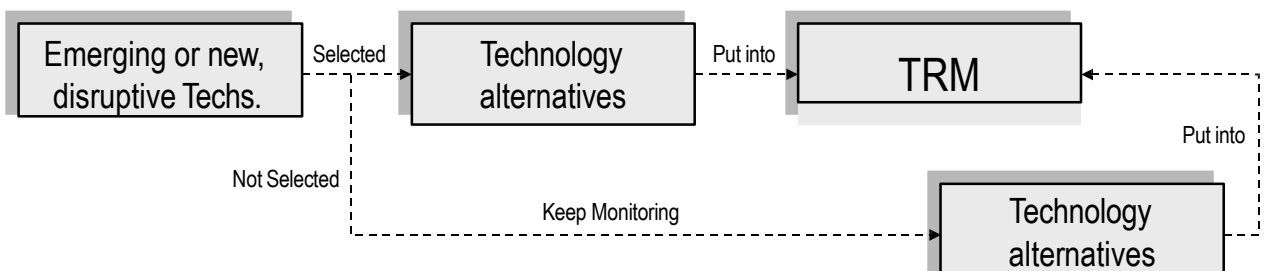 Emerging or new,
disruptive Techs.
Selected
Technology
alternatives
Put into
TRM
Put into
Not Selected
Keep Monitoring
Technology
alternatives